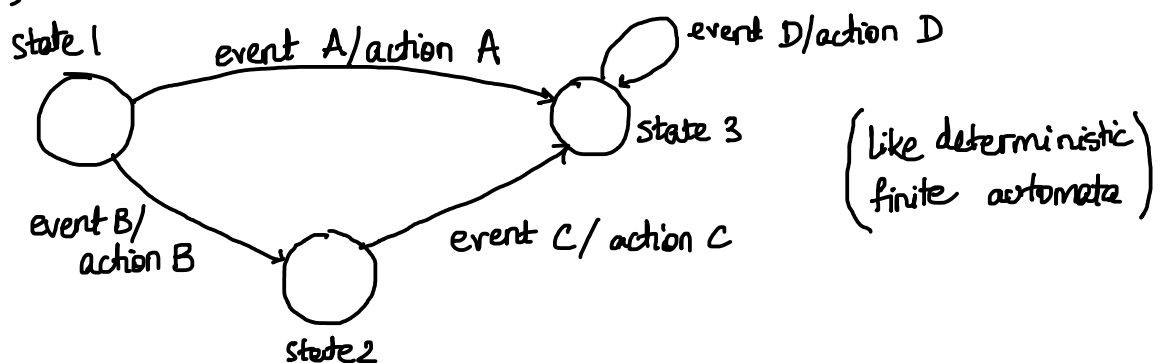 state 1
event A/action A
event D/action D
state 3
(like deterministic
finite automata)
event B/
action B
event C/ action C
state 2